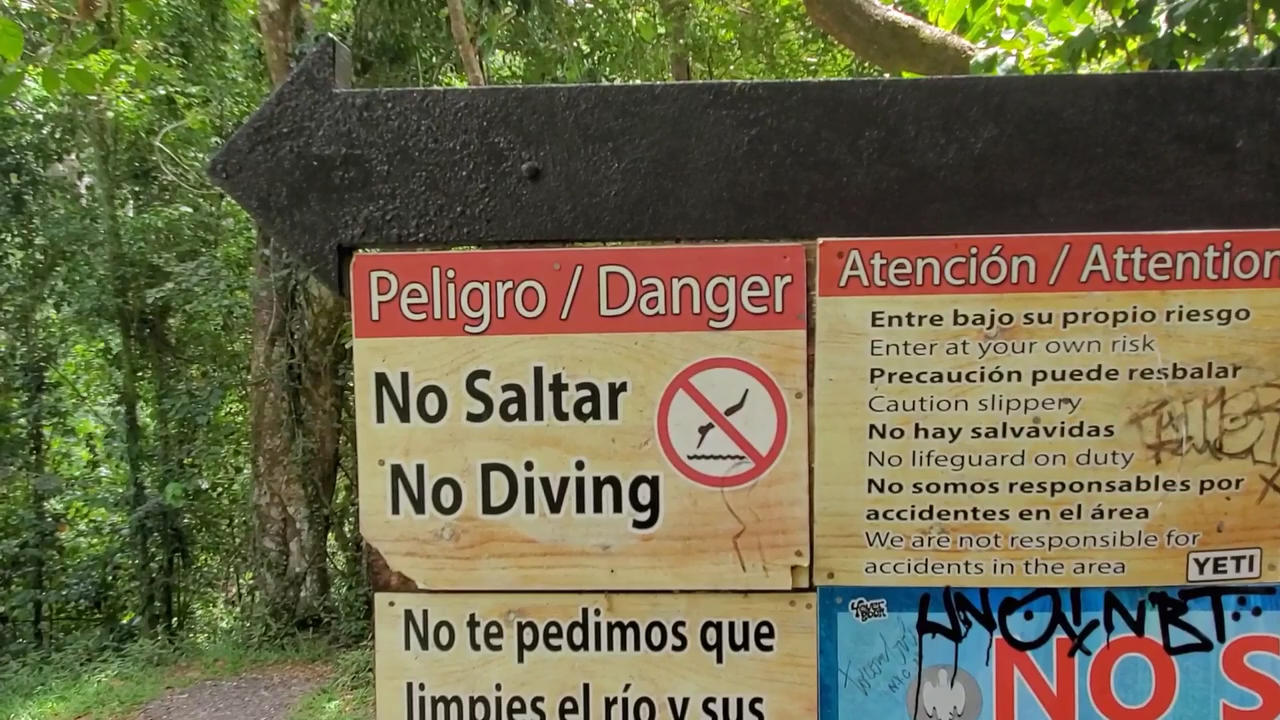 Peligro / Danger
No Saltar
No Diving
No te pedimos que
limpies el río y sus
Atención / Attention
Entre bajo su propio riesgo
Enter at your own risk
Precaución puede resbalar
Caution slippery
No hay salvavidas
No lifeguard on duty
No somos responsables por
accidentes en el área
We are not responsible for
accidents in the area
YETI
NO S